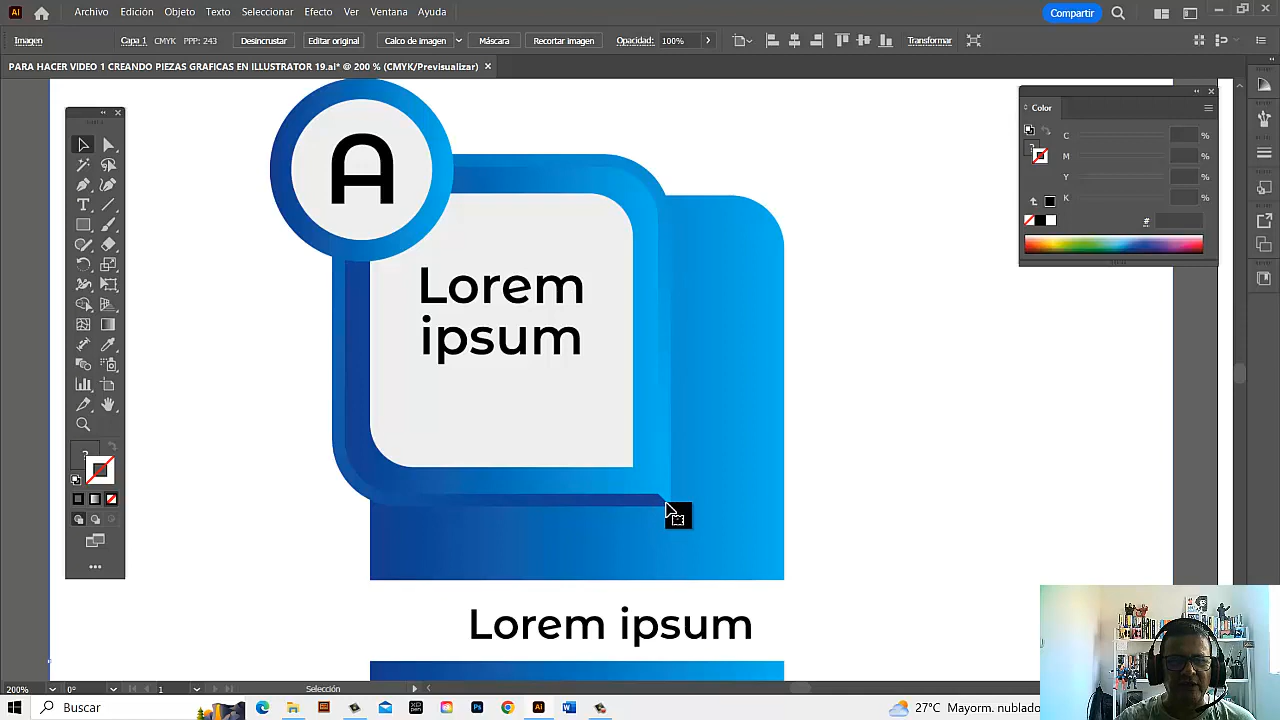 Ai Archivo Edición Objeto Texto Seleccionar Efecto Ver Ventana Ayuda Compartir
Imagen Capa 1 CMYK PPP: 243 Desincrustar Editar original Calco de imagen Máscara Recortar imagen Opacidad: 100% Transformar
PARA HACER VIDEO 1 CREANDO PIEZAS GRAFICAS EN ILLUSTRATOR 19.ai* @ 200 % (CMYK/Previsualizar) ×
Color
C %
M %
Y %
K %
#
A
Lorem
ipsum
Lorem ipsum
200% 0° 1 Selección
Buscar Ai Ps W 27°C Mayorm. nublado